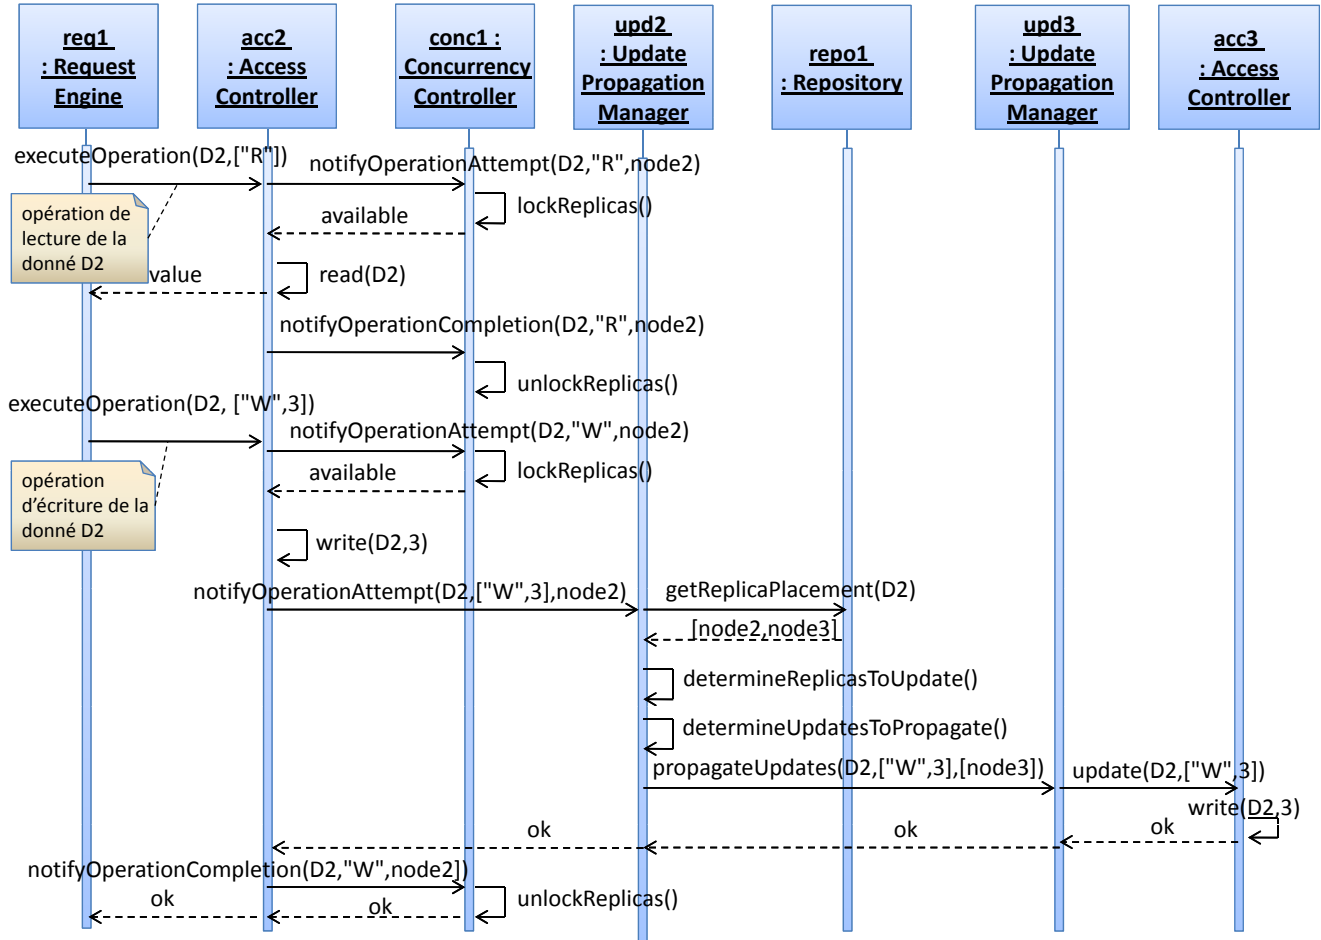 req1
: Request
Engine
acc2
: Access
Controller
conc1 :
Concurrency
Controller
upd2
: Update
Propagation
Manager
repo1
: Repository
upd3
: Update
Propagation
Manager
acc3
: Access
Controller
executeOperation(D2,["R"])
notifyOperationAttempt(D2,"R",node2)
opération de
lecture de la
donné D2
lockReplicas()
available
value
read(D2)
notifyOperationCompletion(D2,"R",node2)
unlockReplicas()
executeOperation(D2, ["W",3])
notifyOperationAttempt(D2,"W",node2)
opération
d'écriture de la
donné D2
lockReplicas()
available
write(D2,3)
notifyOperationAttempt(D2,["W",3],node2)
getReplicaPlacement(D2)
[node2,node3]
determineReplicasToUpdate()
determineUpdatesToPropagate()
propagateUpdates(D2,["W",3],[node3])
update(D2,["W",3])
write(D2,3)
ok
ok
ok
notifyOperationCompletion(D2,"W",node2])
unlockReplicas()
ok
ok